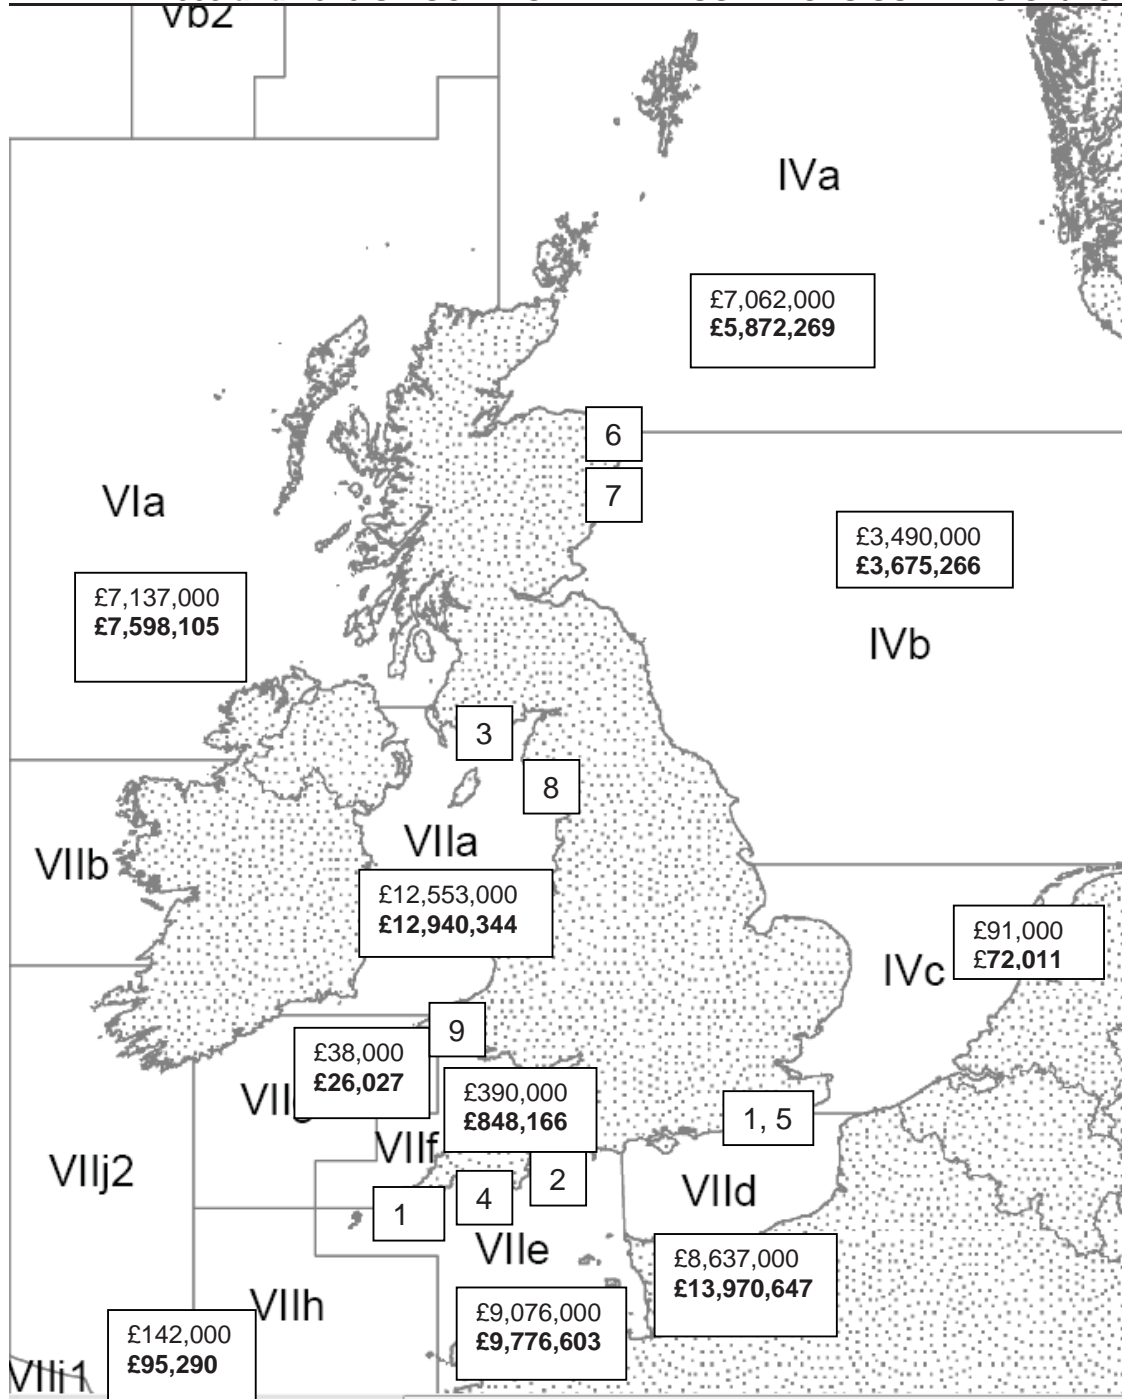 Vb2
IVa
£7,062,000
£5,872,269
6
7
VIa
£3,490,000
£3,675,266
£7,137,000
£7,598,105
IVb
3
8
VIIa
VIIb
£12,553,000
£12,940,344
£91,000
£72,011
IVc
9
£38,000
£26,027
£390,000
£848,166
1, 5
VIIf
VIIj2
2
VIId
4
1
VIIe
£8,637,000
£13,970,647
VIIh
£9,076,000
£9,776,603
£142,000
£95,290
VIIj1